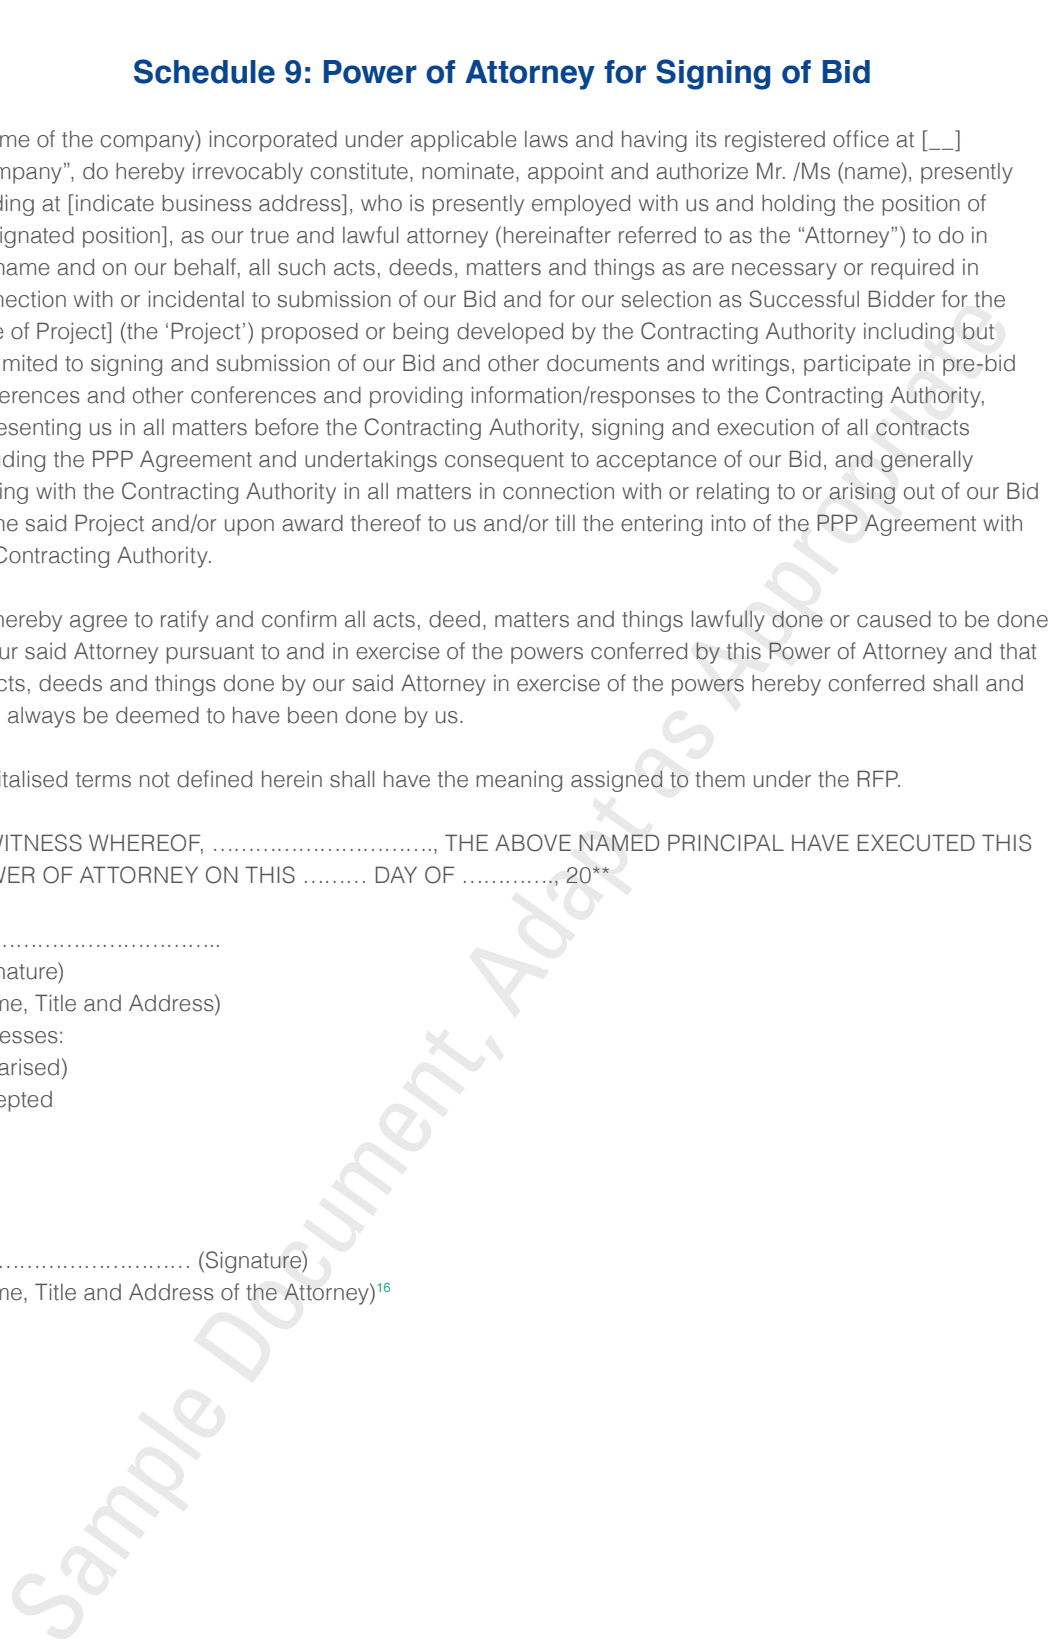 Schedule 9: Power of Attorney for Signing of Bid
me of the company) incorporated under applicable laws and having its registered office at [__]
mpany”, do hereby irrevocably constitute, nominate, appoint and authorize Mr. /Ms (name), presently
ding at [indicate business address], who is presently employed with us and holding the position of
signated position], as our true and lawful attorney (hereinafter referred to as the “Attorney”) to do in
name and on our behalf, all such acts, deeds, matters and things as are necessary or required in
nection with or incidental to submission of our Bid and for our selection as Successful Bidder for the
e of Project] (the ‘Project’) proposed or being developed by the Contracting Authority including but
imited to signing and submission of our Bid and other documents and writings, participate in pre-bid
erences and other conferences and providing information/responses to the Contracting Authority,
esenting us in all matters before the Contracting Authority, signing and execution of all contracts
uding the PPP Agreement and undertakings consequent to acceptance of our Bid, and generally
ing with the Contracting Authority in all matters in connection with or relating to or arising out of our Bid
he said Project and/or upon award thereof to us and/or till the entering into of the PPP Agreement with
Contracting Authority.
hereby agree to ratify and confirm all acts, deed, matters and things lawfully done or caused to be done
ur said Attorney pursuant to and in exercise of the powers conferred by this Power of Attorney and that
cts, deeds and things done by our said Attorney in exercise of the powers hereby conferred shall and
always be deemed to have been done by us.
italised terms not defined herein shall have the meaning assigned to them under the RFP.
WITNESS WHEREOF, …………………………., THE ABOVE NAMED PRINCIPAL HAVE EXECUTED THIS
WER OF ATTORNEY ON THIS ……… DAY OF …………., 20**
…………………………..
nature)
me, Title and Address)
esses:
arised)
epted
……………………… (Signature)
me, Title and Address of the Attorney)16
Sample Document, Adapt as Appropriate